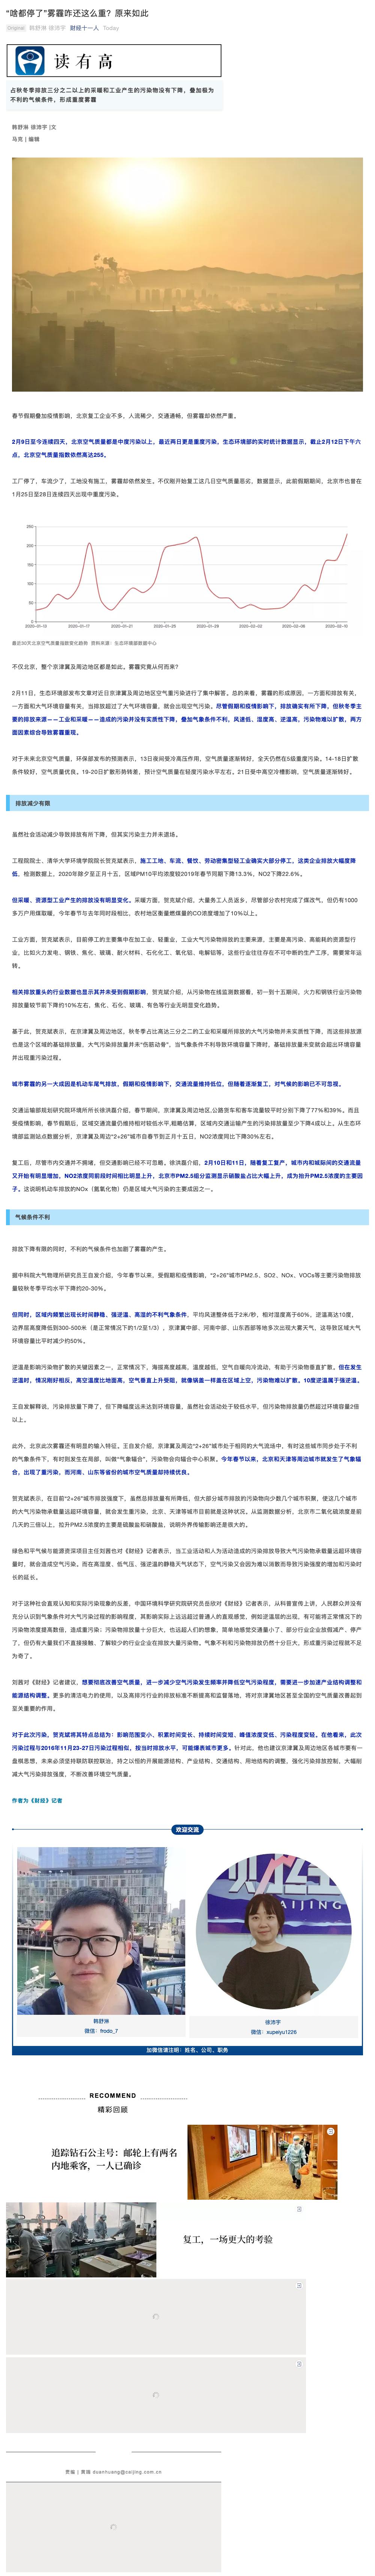 “啥都停了”雾霾咋还这么重？原来如此
Original 韩舒淋 徐沛宇 财经十一人 Today
读有高
占秋冬季排放三分之二以上的采暖和工业产生的污染物没有下降，叠加极为
不利的气候条件，形成重度雾霾
韩舒淋 徐沛宇 |文
马克 | 编辑
春节假期叠加疫情影响，北京复工企业不多，人流稀少，交通通畅，但雾霾却依然严重。
2月9日至今连续四天，北京空气质量都是中度污染以上，最近两日更是重度污染。生态环境部的实时统计数据显示，截止2月12日下午六
点，北京空气质量指数依然高达255。
工厂停了，车流少了，工地没有施工，雾霾却依然发生。不仅刚开始复工这几日空气质量恶劣，数据显示，此前假期期间，北京市也曾在
1月25日至28日连续四天出现中重度污染。
250
200
150
100
50
0
2020-01-13
2020-01-17
2020-01-21
2020-01-25
2020-01-28
2020-02-02
2020-02-06
2020-02-10
最近30天北京空气质量指数变化趋势 资料来源：生态环境部数据中心
不仅北京，整个京津冀及周边地区都是如此。雾霾究竟从何而来？
2月11日，生态环境部发布文章对近日京津冀及周边地区空气重污染进行了集中解答。总的来看，雾霾的形成原因，一方面和排放有关，
一方面和大气环境容量有关，当排放超过了大气环境容量，就会出现空气污染。尽管假期和疫情影响下，排放确实有所下降，但秋冬季主
要的排放来源——工业和采暖——造成的污染并没有实质性下降，叠加气象条件不利，风速低、湿度高、逆温高，污染物难以扩散，两方
面因素综合导致雾霾重现。
对于未来北京空气质量，环保部发布的预测表示，13日夜间受冷高压作用，空气质量逐渐转好，全天仍然在5级重度污染。14-18日扩散
条件较好，空气质量优良。19-20日扩散形势转差，预计空气质量在轻度污染水平左右。21日受中高空冷槽影响，空气质量逐渐转好。
排放减少有限
虽然社会活动减少导致排放有所下降，但其实污染主力并未退场。
工程院院士、清华大学环境学院院长贺克斌表示，施工工地、车流、餐饮、劳动密集型轻工业确实大部分停工，这类企业排放大幅度降
低。检测数据上，2020年除夕至正月十五，区域PM10平均浓度较2019年春节同期下降13.3%，NO2下降22.6%。
但采暖、资源型工业产生的排放没有明显变化。采暖方面，贺克斌介绍，大量务工人员返乡，尽管部分农村完成了煤改气，但仍有1000
多万户用煤取暖，今年春节与去年同时段相比，农村地区衡量燃煤量的CO浓度增加了10%以上。
工业方面，贺克斌表示，目前停工的主要集中在加工业、轻重业，工业大气污染物排放的主要来源，主要是高污染、高能耗的资源型行
业，比如火力发电、钢铁、焦化、玻璃、耐火材料、石化化工、氧化铝、电解铝等，这些行业往往存在不可中断的生产工序，需要常年运
转。
相关排放重头的行业数据也显示其并未受到假期影响。贺克斌介绍，从污染物在线监测数据看，初一到十五期间，火力和钢铁行业污染物
排放量较节前下降约10%左右，焦化、石化、玻璃、有色等行业无明显变化趋势。
基于此，贺克斌表示，在京津冀及周边区，秋冬季占比高达三分之二的工业和采暖所排放的大气污染物并未实质性下降，而这些排放源
也是这个区域的基础排放量，大气污染排放量并未“伤筋动骨”。当气象条件不利导致环境容量下降时，基础排放量未变就会超出环境容量
并出现重污染过程。
城市雾霾的另一大成因是机动车尾气排放，假期和疫情影响下，交通流量维持低位，但随着逐渐复工，对气候的影响已不可忽视。
交通运输部规划研究院环境所所长徐洪磊介绍，春节期间，京津冀及周边地区,公路货车和客车流量较平时分别下降了77%和39%。而且
受疫情影响，春节假期后，区域交通流量仍维持相对较低水平,粗略估算，区域内交通运输产生的污染排放量至少下降4成以上。从生态环
境部监测站点数据分析，京津冀及周边“2+26”城市自春节到正月十五日，NO2浓度同比下降30%左右。
复工后，尽管市内交通并不拥堵，但交通影响已经不可忽略。徐洪磊介绍，2月10日和11日，随着复工复产，城市内和城际间的交通流量
又开始有明显增加，NO2浓度同前段时间相比明显上升，北京市PM2.5组分监测显示硝酸盐占比大幅上升，成为抬升PM2.5浓度的主要因
子。这说明机动车排放的NOx（氮氧化物）仍是区域大气污染的主要成因之一。
气候条件不利
排放下降有限的同时，不利的气候条件也加剧了雾霾的产生。
据中科院大气物理所研究员王自发介绍，今年春节以来，受假期和疫情影响，“2+26”城市PM2.5、SO2、NOx、VOCs等主要污染物排放
量较秋冬季平均水平下降约20-30%。
但同时，区域内频繁出现长时间静稳、强逆温、高湿的不利气象条件，平均风速整体低于2米/秒，相对湿度高于60%，逆温高达10度，
边界层高度降低到300-500米（是正常情况下的1/2至1/3），京津冀中部、河南中部、山东西部等地多次出现大雾天气，这导致区域大气
环境容量比平时减少约50%。
逆温是影响污染物扩散的关键因素之一，正常情况下，海拔高度越高，温度越低，空气自暖向冷流动，有助于污染物垂直扩散。但在发生
逆温时，情况刚好相反，高空温度比地面高，空气垂直上升受阻，就像锅盖一样盖在区域上空，污染物难以扩散。10度逆温属于强逆温。
王自发解释说，污染排放量下降了，但下降幅度远未达到环境容量。虽然社会活动处于较低水平，但污染物排放量仍然超过环境容量2倍
以上。
此外，北京此次雾霾还有明显的输入特征。王自发介绍，京津冀及周边“2+26”城市处于相同的大气流场中，有时这些城市同步处于不利
的气象条件下，有时则发生在局部，叫做“气象辐合”，污染物会向辐合中心积聚。今年春节以来，北京和天津等周边城市就发生了气象辐
合，出现了重污染，而河南、山东等省份的城市空气质量却持续优良。
贺克斌表示，在目前“2+26”城市排放强度下，虽然总排放量有所降低，但大部分城市排放的污染物向少数几个城市积聚，使这几个城市
的大气污染物承载量远超环境容量，就会发生重污染，北京、天津等城市目前就是这种状况。从监测数据分析，北京市二氧化硫浓度是前
几天的三倍以上，拉升PM2.5浓度的主要是硫酸盐和硝酸盐，说明外界传输影响还是很大的。
绿色和平气候与能源资深项目主任刘茜也对《财经》记者表示，当工业活动和人为活动造成的污染排放导致大气污染物承载量远超环境容
量时，就会造成空气污染。而在高湿度、低气压、强逆温的静稳天气状态下，空气污染又会因为难以消散而导致污染强度的增加和污染时
长的延长。
对于这种社会直观认知和实际污染现象的反差，中国环境科学研究院研究员岳欣对《财经》记者表示，从科普宣传上讲，人民群众并没有
充分认识到气象条件对大气污染过程的影响程度，其影响实际上远远超过普通人的直观感觉，例如逆温层的出现，有可能将正常情况下的
污染物浓度提高数倍，造成重污染；污染物排放量十分巨大，也远超人们的想象，简单地感觉交通量小了、部分行业企业放假减产、停产
了，但仍有大量我们不直接接触、了解较少的行业企业在排放大量污染物。气象不利和污染物排放仍然十分巨大，形成重污染过程就不足
为奇了。
刘茜对《财经》记者建议，想要彻底改善空气质量，进一步减少空气污染发生频率并降低空气污染程度，需要进一步加速产业结构调整和
能源结构调整。更多的清洁电力的使用，以及高排污行业的排放标准不断提高和监督落地，将对京津冀地区甚至全国的空气质量改善起到
至关重要的作用。
对于此次污染，贺克斌将其特点总结为：影响范围变小、积累时间变长、持续时间变短、峰值浓度变低、污染程度变轻。在他看来，此次
污染过程与2016年11月23-27日污染过程相似，按当时排放水平，可能爆表城市更多。针对此，他也建议京津冀及周边地区各城市要有一
盘棋思想，未来必须坚持联防联控联治、持之以恒的开展能源结构、产业结构、交通结构、用地结构的调整，强化污染排放控制，大幅削
减大气污染排放强度，不断改善环境空气质量。
作者为《财经》记者
欢迎交流
韩舒淋
微信：frodo_7
徐沛宇
微信：xupeiyu1226
加微信请注明：姓名、公司、职务
RECOMMEND
精彩回顾
追踪钻石公主号：邮轮上有两名
内地乘客，一人已确诊
复工，一场更大的考验
责编 | 黄端 duanhuang@caijing.com.cn